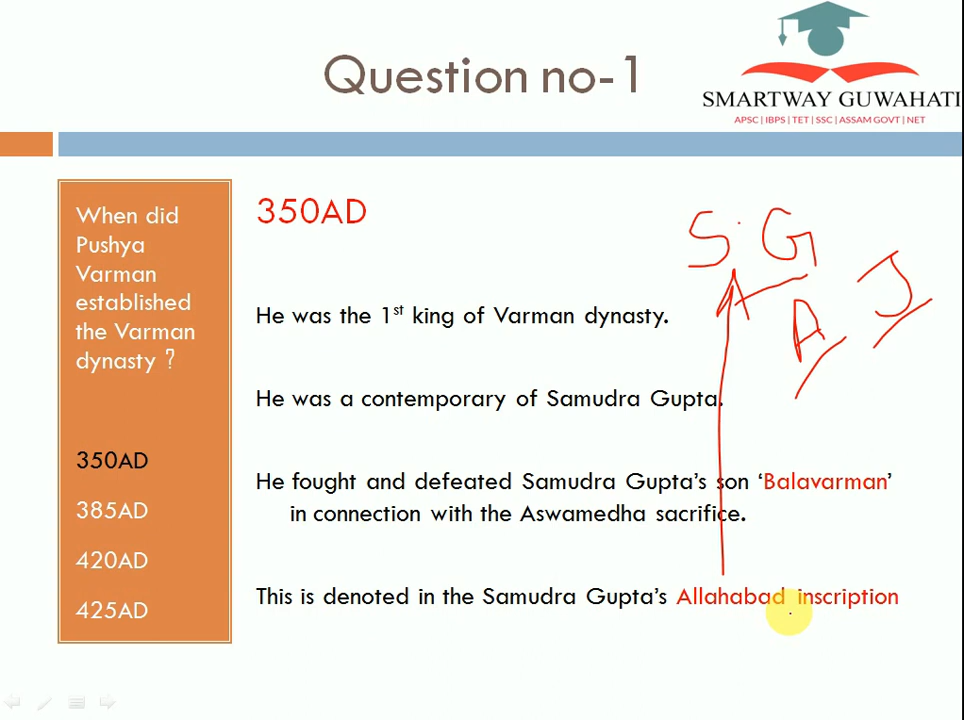 Question no-1
SMARTWAY GUWAHATI
APSC | IBPS | TET | SSC | ASSAM GOVT | NET
When did
Pushya
Varman
established
the Varman
dynasty ?
350AD
385AD
420AD
425AD
350AD
He was the 1st king of Varman dynasty.
He was a contemporary of Samudra Gupta.
He fought and defeated Samudra Gupta's son ‘Balavarman’
in connection with the Aswamedha sacrifice.
This is denoted in the Samudra Gupta's Allahabad inscription
S.G
A I